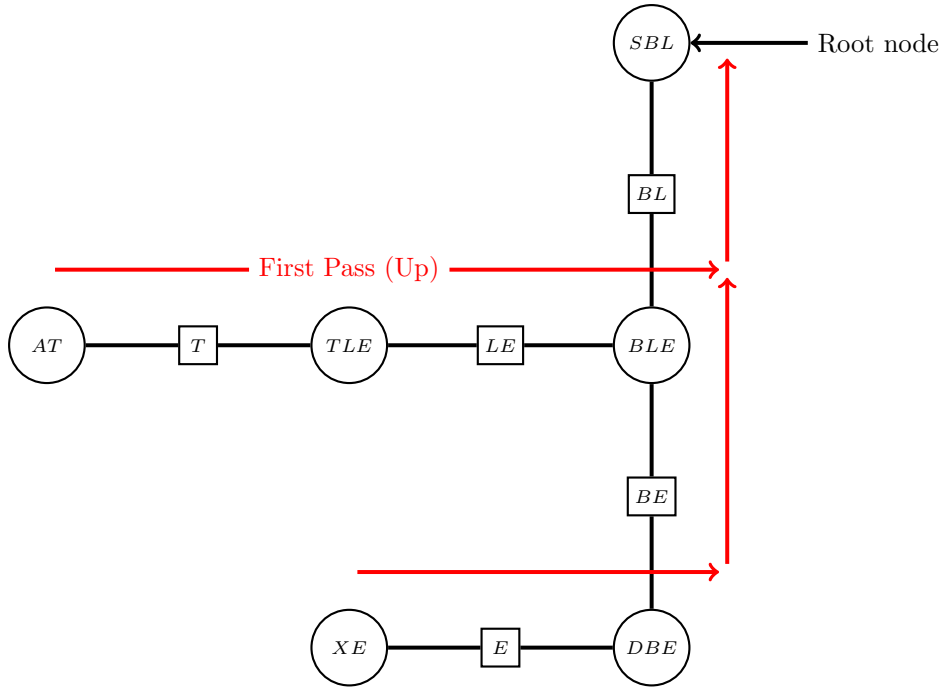 SBL
Root node
BL
First Pass (Up)
AT
T
TLE
LE
BLE
BE
XE
E
DBE